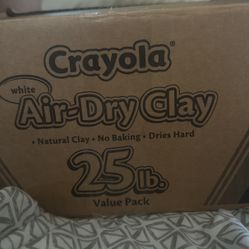 Crayola®
white
Air-Dry Clay
• Natural Clay • No Baking • Dries Hard
25 lb.
Value Pack